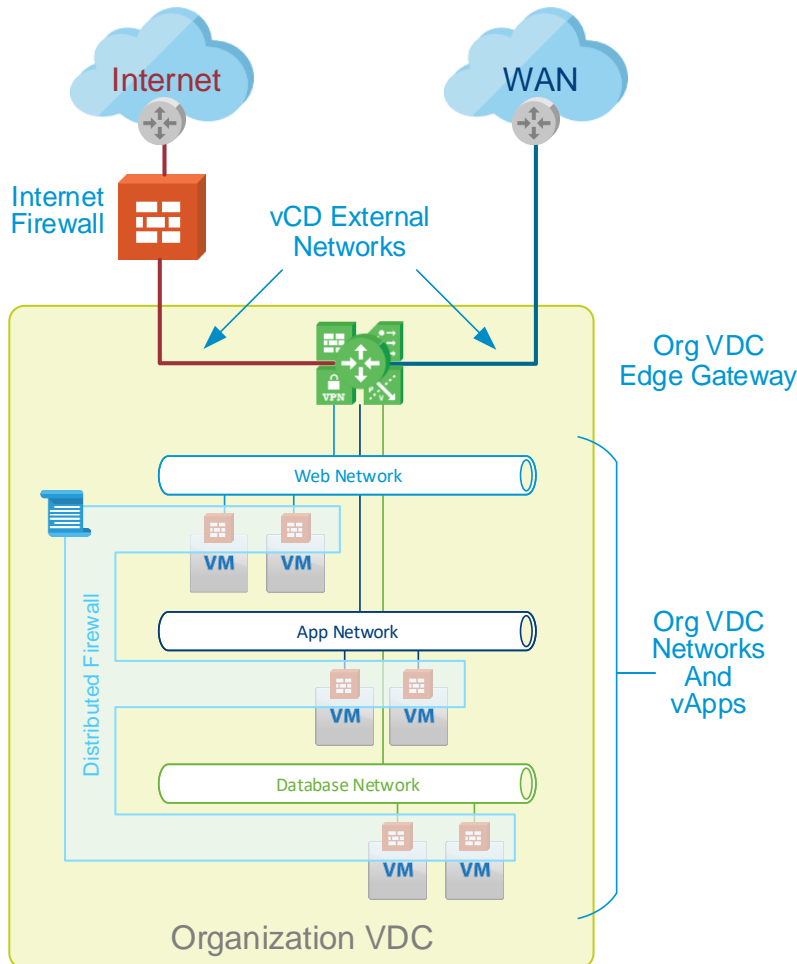 Internet
WAN
Internet
Firewall
vCD External
Networks
VPN
Org VDC
Edge Gateway
Web Network
VM
VM
Distributed Firewall
App Network
VM
VM
Org VDC
Networks
And
vApps
Database Network
VM
VM
Organization VDC